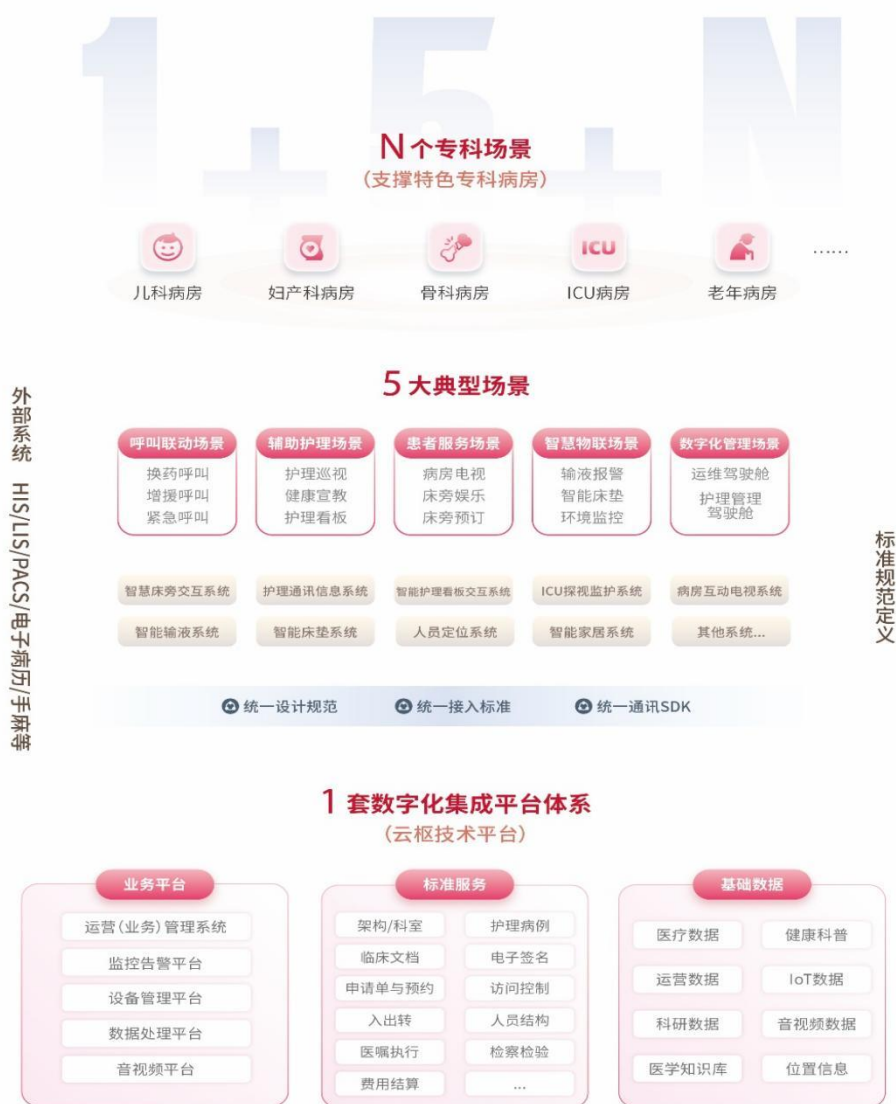 1+5+N
N个专科场景
(支撑特色专科病房)
ICU
儿科病房
妇产科病房
骨科病房
ICU病房
老年病房
……
5大典型场景
呼叫联动场景
换药呼叫
增援呼叫
紧急呼叫
辅助护理场景
护理巡视
健康宣教
护理看板
患者服务场景
病房电视
床旁娱乐
床旁预订
智慧物联场景
输液报警
智能床垫
环境监控
数字化管理场景
运维驾驶舱
护理管理
驾驶舱
智慧床旁交互系统
护理通讯信息系统
智能护理看板交互系统
ICU探视监护系统
病房互动电视系统
智能输液系统
智能床垫系统
人员定位系统
智能家居系统
其他系统...
统一设计规范
统一接入标准
统一通讯SDK
外部系统 HIS/LIS/PACS/电子病历/手麻等
标准规范定义
1 套数字化集成平台体系
(云枢技术平台)
业务平台
运营(业务)管理系统
监控告警平台
设备管理平台
数据处理平台
音视频平台
标准服务
架构/科室
护理病例
临床文档
电子签名
申请单与预约
访问控制
入出转
人员结构
医嘱执行
检察检验
费用结算
...
基础数据
医疗数据
健康科普
运营数据
IoT数据
科研数据
音视频数据
医学知识库
位置信息